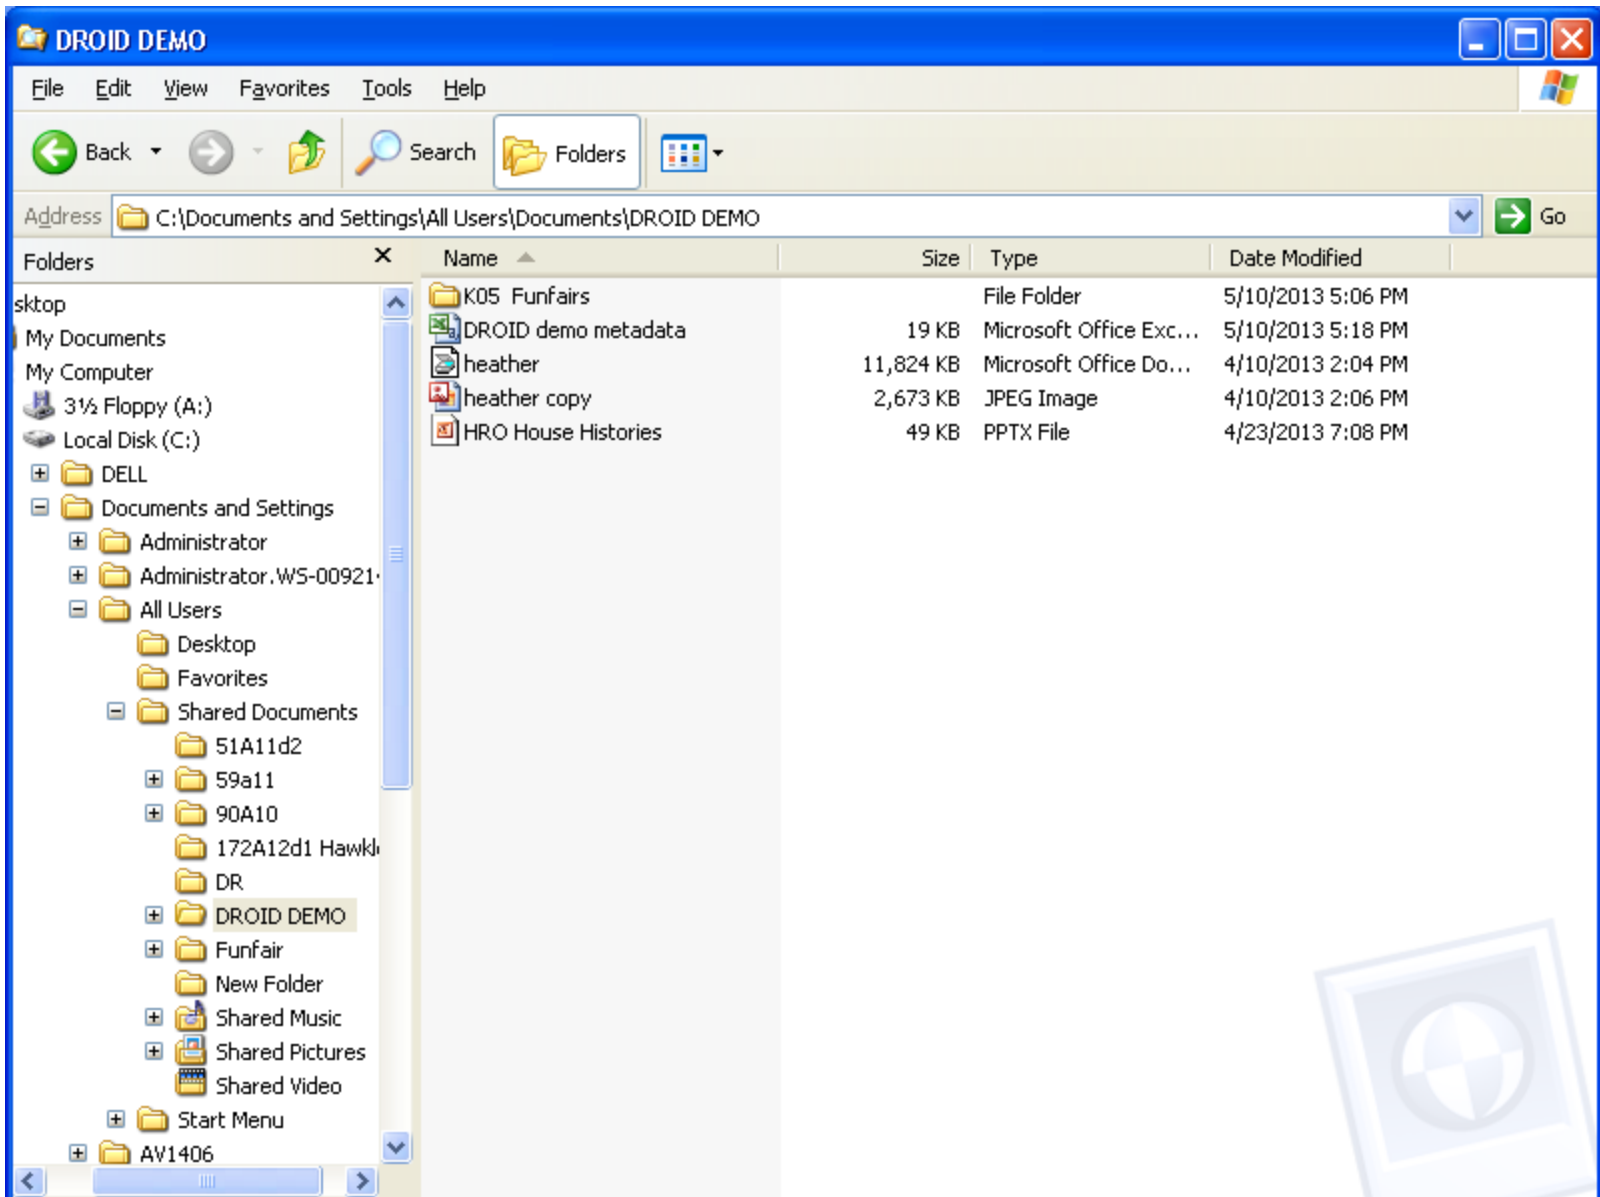 DROID DEMO
File Edit View Favorites Tools Help
Back Search Folders
Address C:\Documents and Settings\All Users\Documents\DROID DEMO Go
Folders
sktop
My Documents
My Computer
3½ Floppy (A:)
Local Disk (C:)
DELL
Documents and Settings
Administrator
Administrator.WS-00921
All Users
Desktop
Favorites
Shared Documents
51A11d2
59a11
90A10
172A12d1 Hawkl
DR
DROID DEMO
Funfair
New Folder
Shared Music
Shared Pictures
Shared Video
Start Menu
AV1406
Name Size Type Date Modified
K05 Funfairs File Folder 5/10/2013 5:06 PM
DROID demo metadata 19 KB Microsoft Office Exc... 5/10/2013 5:18 PM
heather 11,824 KB Microsoft Office Do... 4/10/2013 2:04 PM
heather copy 2,673 KB JPEG Image 4/10/2013 2:06 PM
HRO House Histories 49 KB PPTX File 4/23/2013 7:08 PM